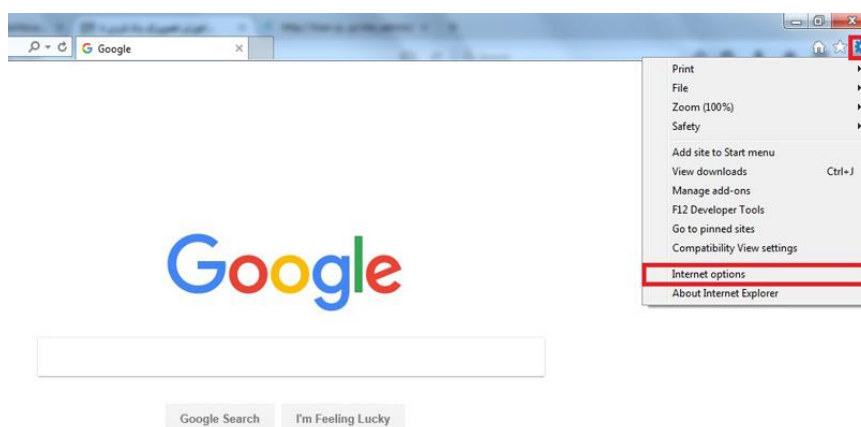 Google
Print
File
Zoom (100%)
Safety
Add site to Start menu
View downloads Ctrl+J
Manage add-ons
F12 Developer Tools
Go to pinned sites
Compatibility View settings
Internet options
About Internet Explorer
Google
Google Search I'm Feeling Lucky